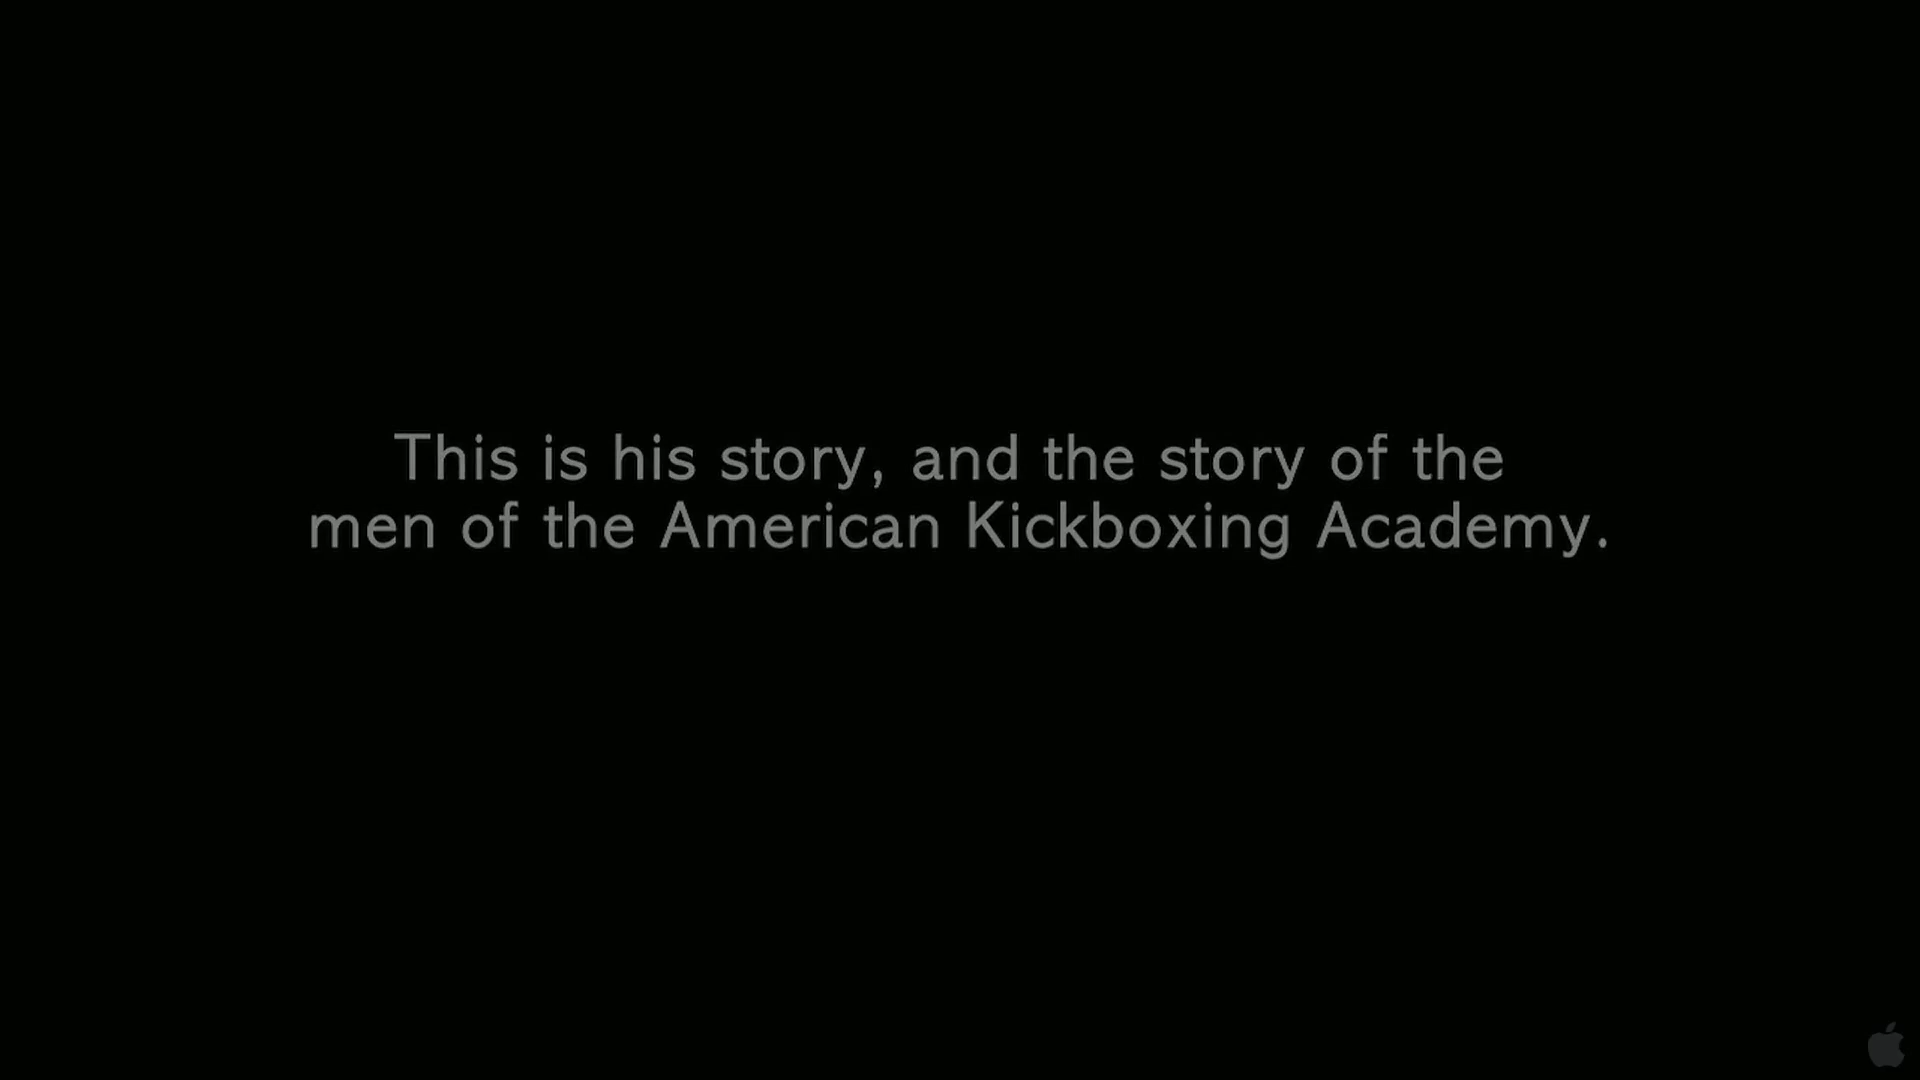 This is his story, and the story of the
men of the American Kickboxing Academy.